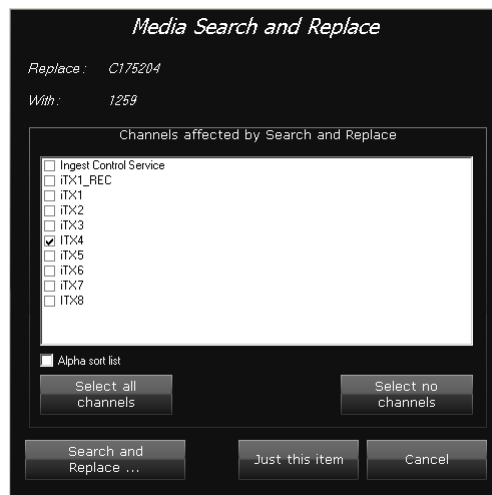 Media Search and Replace
Replace: C175204
With: 1259
Channels affected by Search and Replace
Ingest Control Service
iTX1_REC
iTX1
iTX2
iTX3
ITX4
iTX5
iTX6
iTX7
ITX8
Alpha sort list
Select all
channels
Select no
channels
Search and
Replace ...
Just this item
Cancel